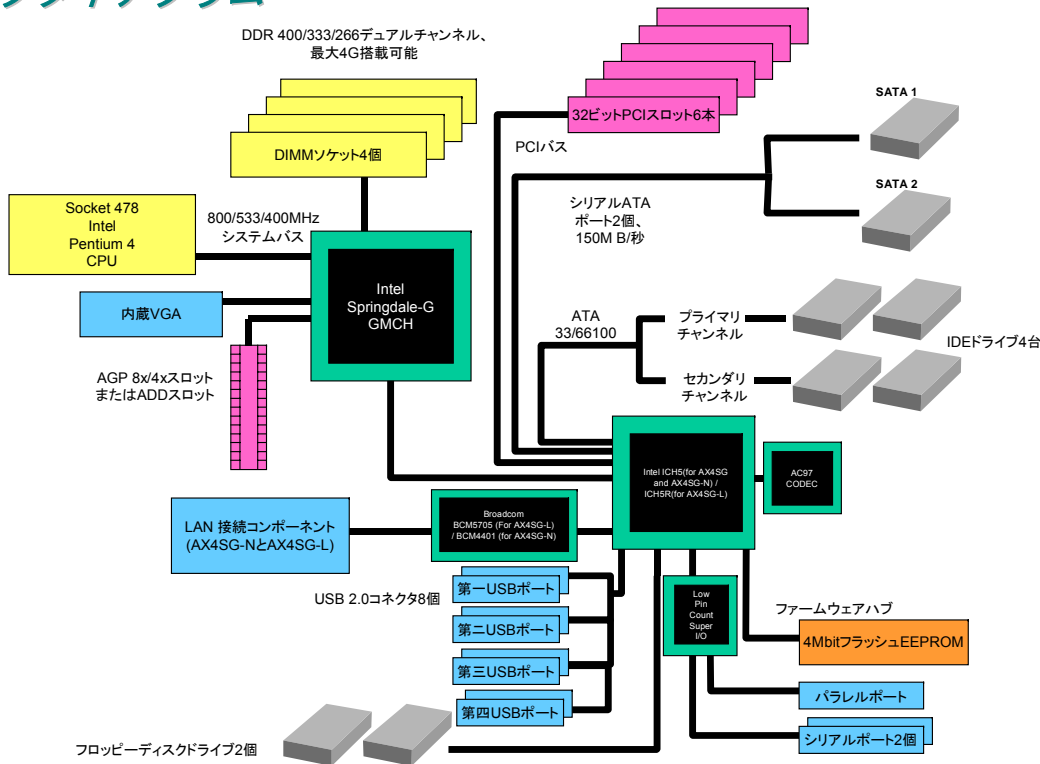 DDR 400/333/266デュアルチャンネル、
最大4G搭載可能
32ビットPCIスロット6本
SATA 1
DIMMソケット4個
PCIバス
SATA 2
Socket 478
Intel
Pentium 4
CPU
800/533/400MHz
システムバス
シリアルATA
ポート2個、
150M B/秒
Intel
Springdale-G
GMCH
内蔵VGA
ATA
33/66100
プライマリ
チャンネル
IDEドライブ4台
AGP 8x/4xスロット
またはADDスロット
セカンダリ
チャンネル
Intel ICH5(for AX4SG
and AX4SG-N) /
ICH5R(for AX4SG-L)
AC97
CODEC
LAN 接続コンポーネント
(AX4SG-NとAX4SG-L)
Broadcom
BCM5705 (For AX4SG-L)
/ BCM4401 (for AX4SG-N)
USB 2.0コネクタ8個
第一USBポート
第二USBポート
第三USBポート
第四USBポート
Low
Pin
Count
Super
I/O
ファームウェアハブ
4MbitフラッシュEEPROM
パラレルポート
シリアルポート2個
フロッピーディスクドライブ2個